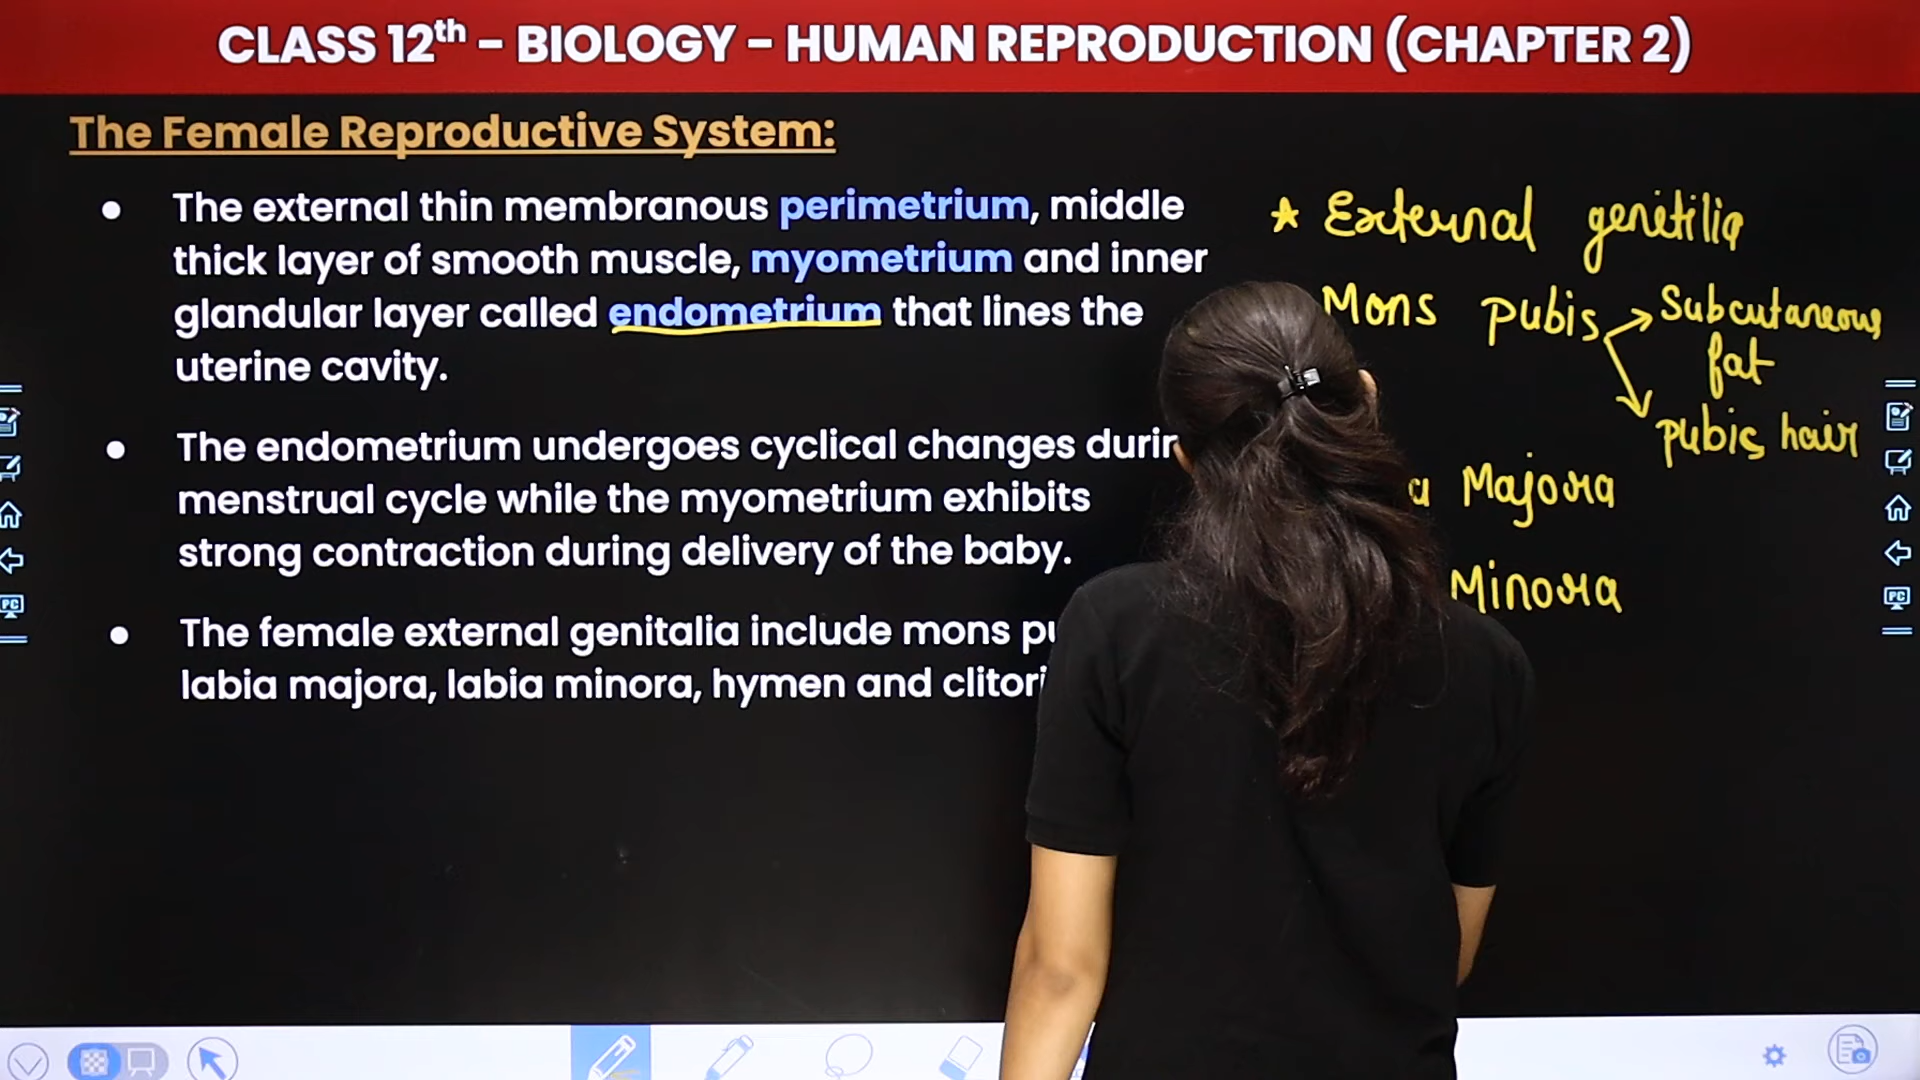 CLASS 12th – BIOLOGY – HUMAN REPRODUCTION (CHAPTER 2)
The Female Reproductive System:
● The external thin membranous perimetrium, middle
thick layer of smooth muscle, myometrium and inner
glandular layer called endometrium that lines the
uterine cavity.
● The endometrium undergoes cyclical changes durin
menstrual cycle while the myometrium exhibits
strong contraction during delivery of the baby.
● The female external genitalia include mons pu
labia majora, labia minora, hymen and clitori
★ External genitilia
Mons pubis
Subcutaneous
fat
pubic hair
a Majora
Minora
PC
PC